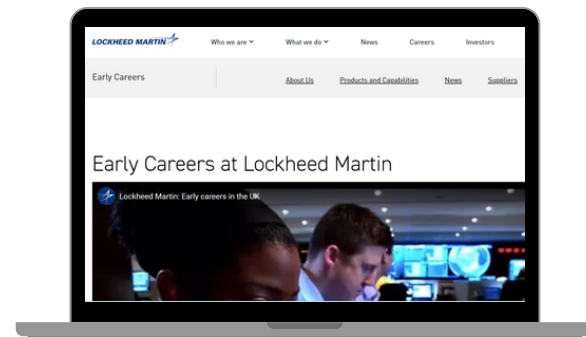 LOCKHEED MARTIN
Who we are What we do News Careers Investors
Early Careers
About Us Products and Capabilities News Suppliers
Early Careers at Lockheed Martin
Lockheed Martin: Early careers in the UK